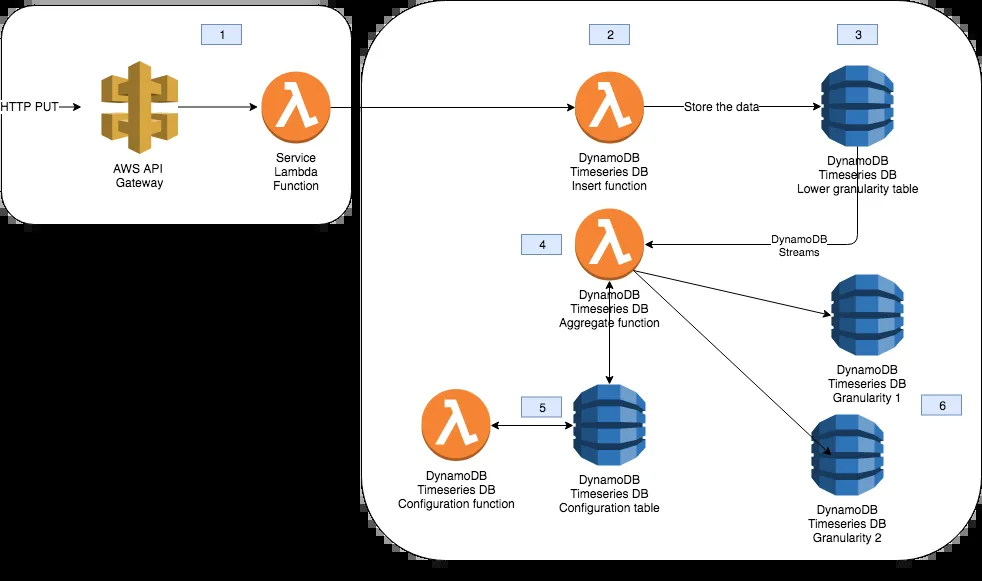 1
2
3
HTTP PUT
AWS API
Gateway
Service
Lambda
Function
DynamoDB
Timeseries DB
Insert function
Store the data
DynamoDB
Timeseries DB
Lower granularity table
4
DynamoDB
Streams
DynamoDB
Timeseries DB
Aggregate function
DynamoDB
Timeseries DB
Granularity 1
5
6
DynamoDB
Timeseries DB
Configuration function
DynamoDB
Timeseries DB
Configuration table
DynamoDB
Timeseries DB
Granularity 2